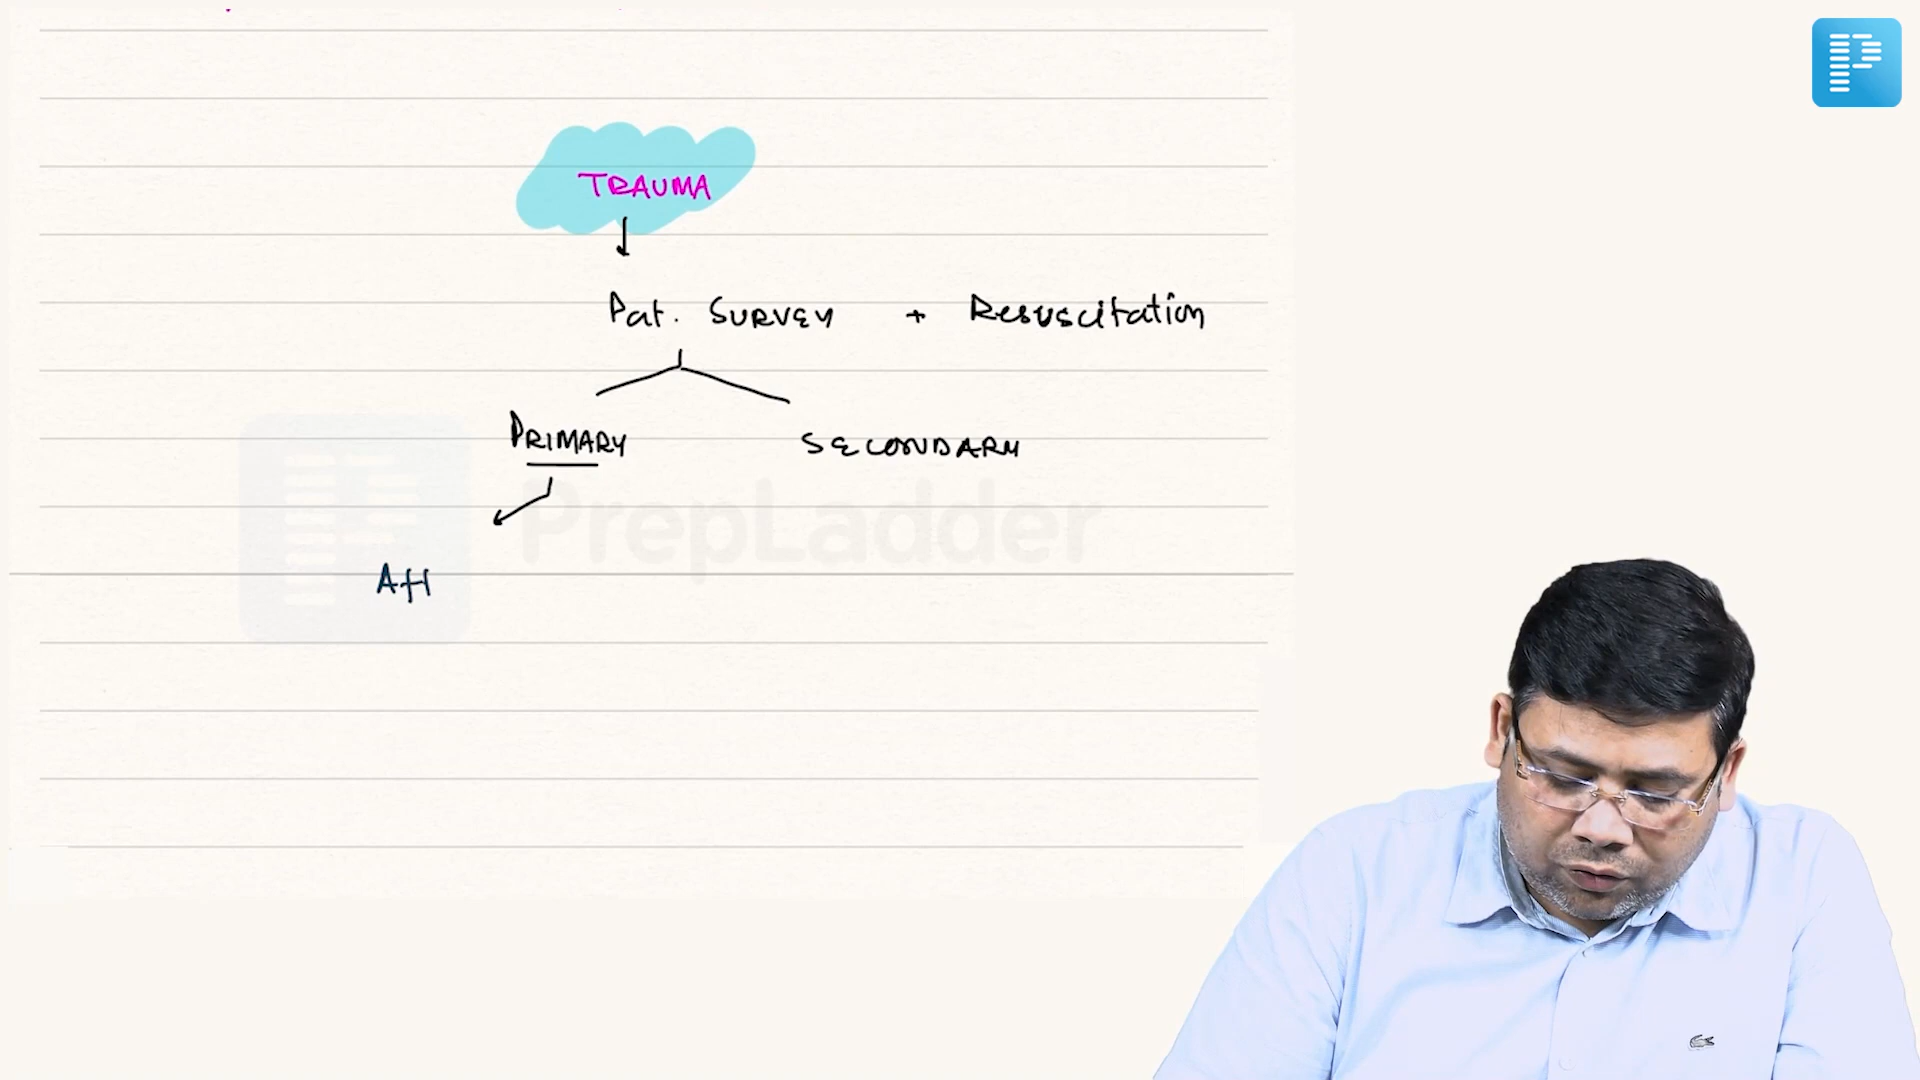 TRAUMA
Pat. SURVEY + Resuscitation
PRIMARY SECONDARY
PrepLadder